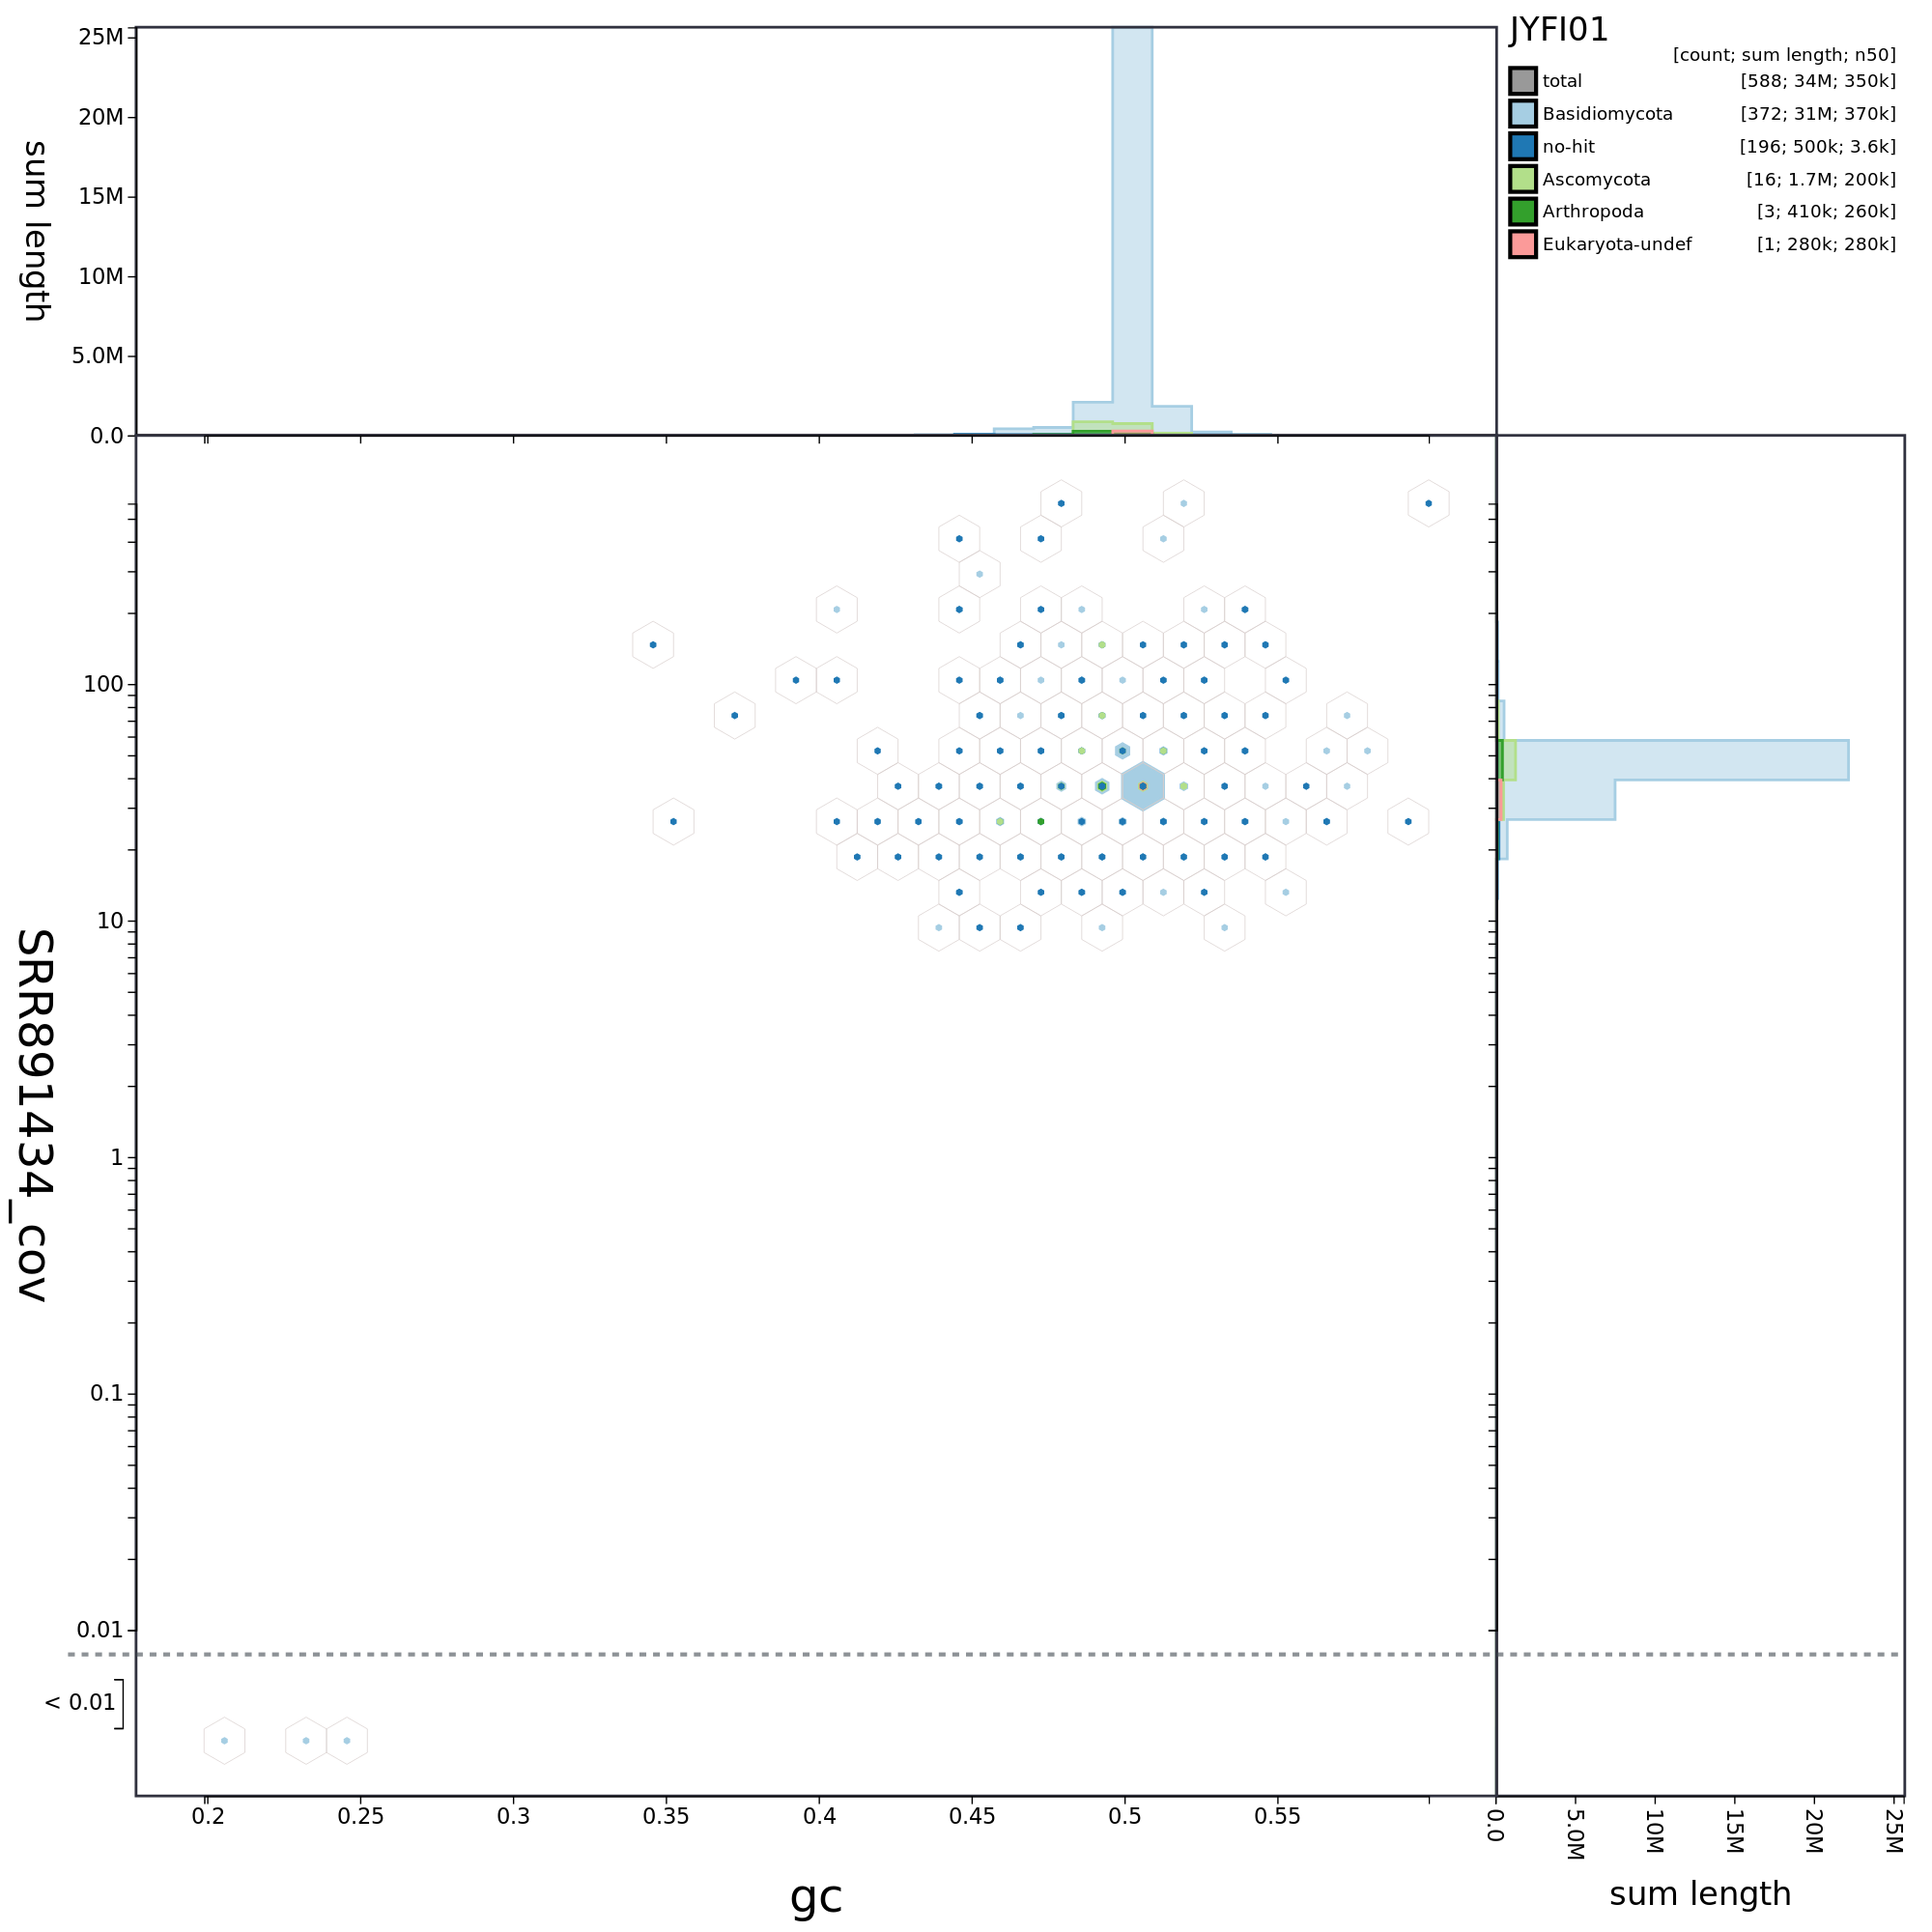 JYFI01
[count; sum length; n50]
total [588; 34M; 350k]
Basidiomycota [372; 31M; 370k]
no-hit [196; 500k; 3.6k]
Ascomycota [16; 1.7M; 200k]
Arthropoda [3; 410k; 260k]
Eukaryota-undef [1; 280k; 280k]
sum length
25M
20M
15M
10M
5.0M
0.0
SRR891434_cov
100
10
1
0.1
0.01
< 0.01
0.2 0.25 0.3 0.35 0.4 0.45 0.5 0.55
gc
0.0 5.0M 10M 15M 20M 25M
sum length